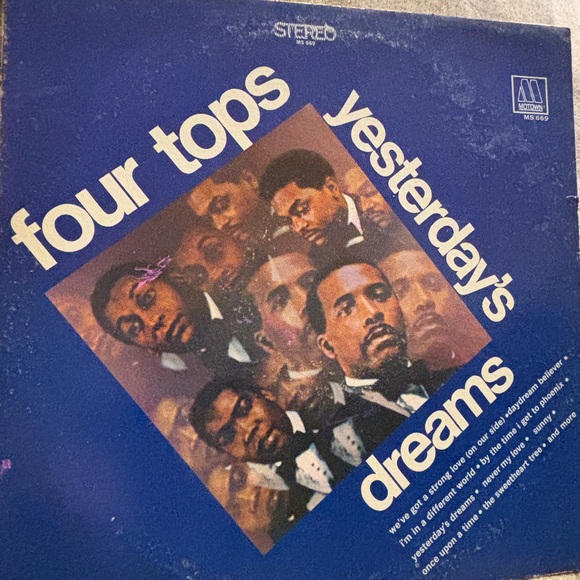 STEREO
MS 669
MOTOWN
MS 669
four tops
yesterday's
dreams
we've got a strong love (on our side) • daydream believer •
i'm in a different world • by the time i get to phoenix •
yesterday's dreams • never my love • sunny •
once upon a time • the sweetheart tree • and more